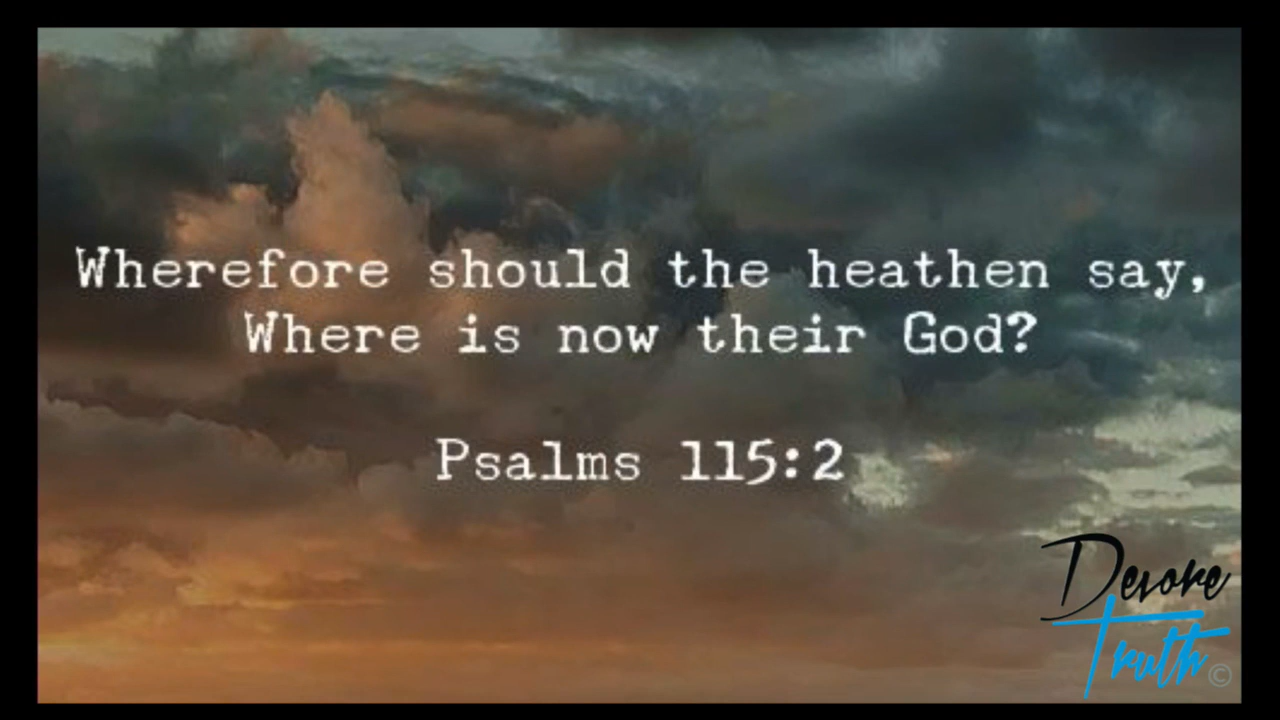 Wherefore should the heathen say,
Where is now their God?
Psalms 115:2
Devore
Truth
©